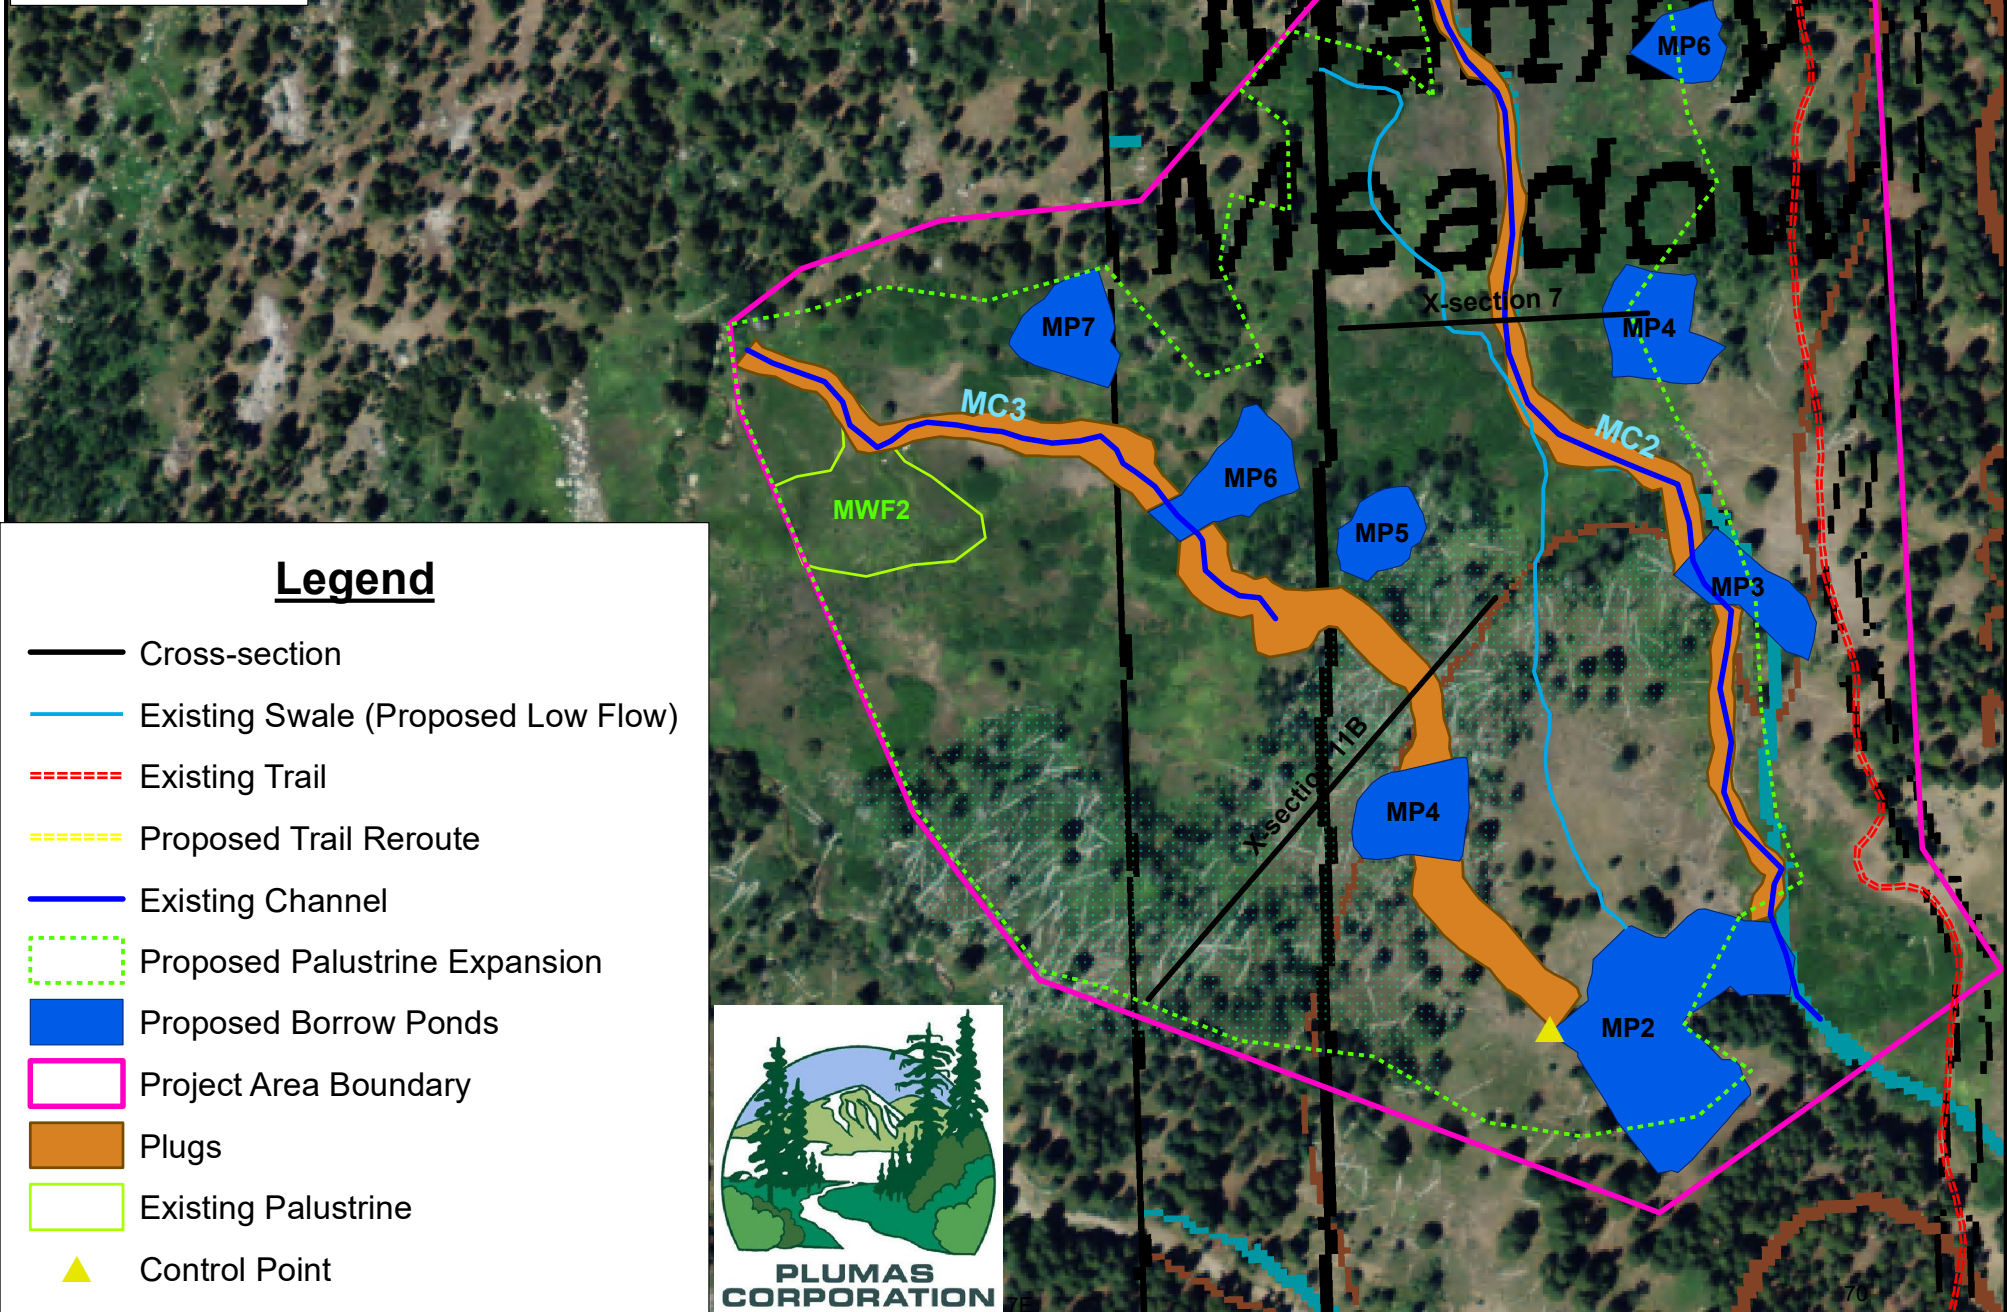 MP6
Meadow
X-section 7
MP7
MP4
MC3
MC2
MP6
MWF2
MP5
MP3
X-section 11B
MP4
MP2
Legend
Cross-section
Existing Swale (Proposed Low Flow)
Existing Trail
Proposed Trail Reroute
Existing Channel
Proposed Palustrine Expansion
Proposed Borrow Ponds
Project Area Boundary
Plugs
Existing Palustrine
Control Point
PLUMAS
CORPORATION